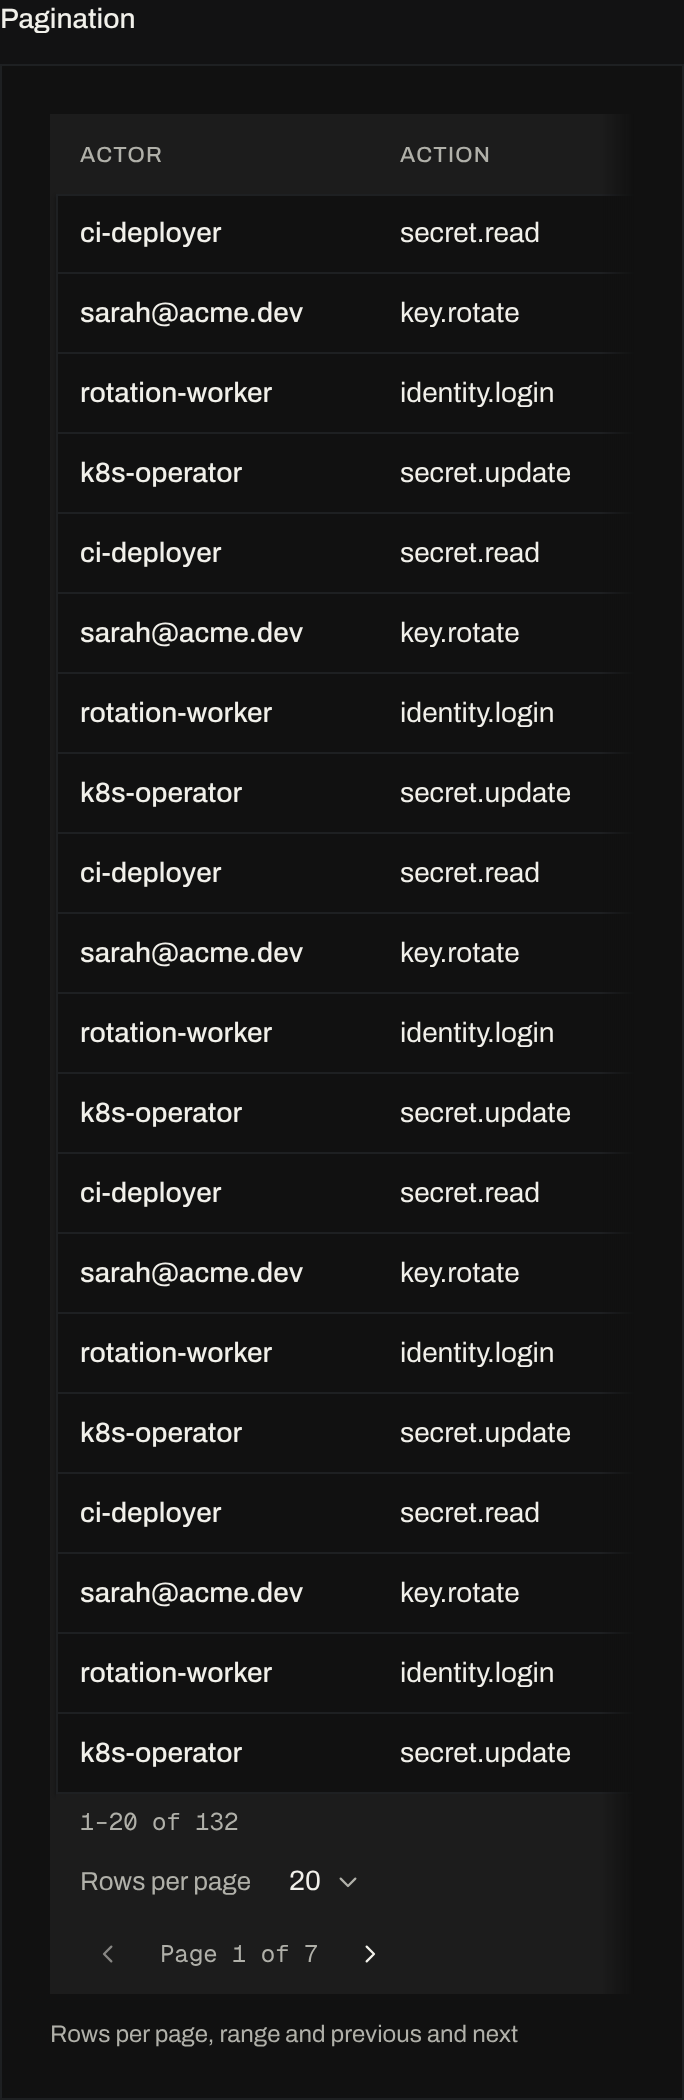 Pagination
ACTOR ACTION
ci-deployer secret.read
sarah@acme.dev key.rotate
rotation-worker identity.login
k8s-operator secret.update
ci-deployer secret.read
sarah@acme.dev key.rotate
rotation-worker identity.login
k8s-operator secret.update
ci-deployer secret.read
sarah@acme.dev key.rotate
rotation-worker identity.login
k8s-operator secret.update
ci-deployer secret.read
sarah@acme.dev key.rotate
rotation-worker identity.login
k8s-operator secret.update
ci-deployer secret.read
sarah@acme.dev key.rotate
rotation-worker identity.login
k8s-operator secret.update
1–20 of 132
Rows per page 20
Page 1 of 7
Rows per page, range and previous and next